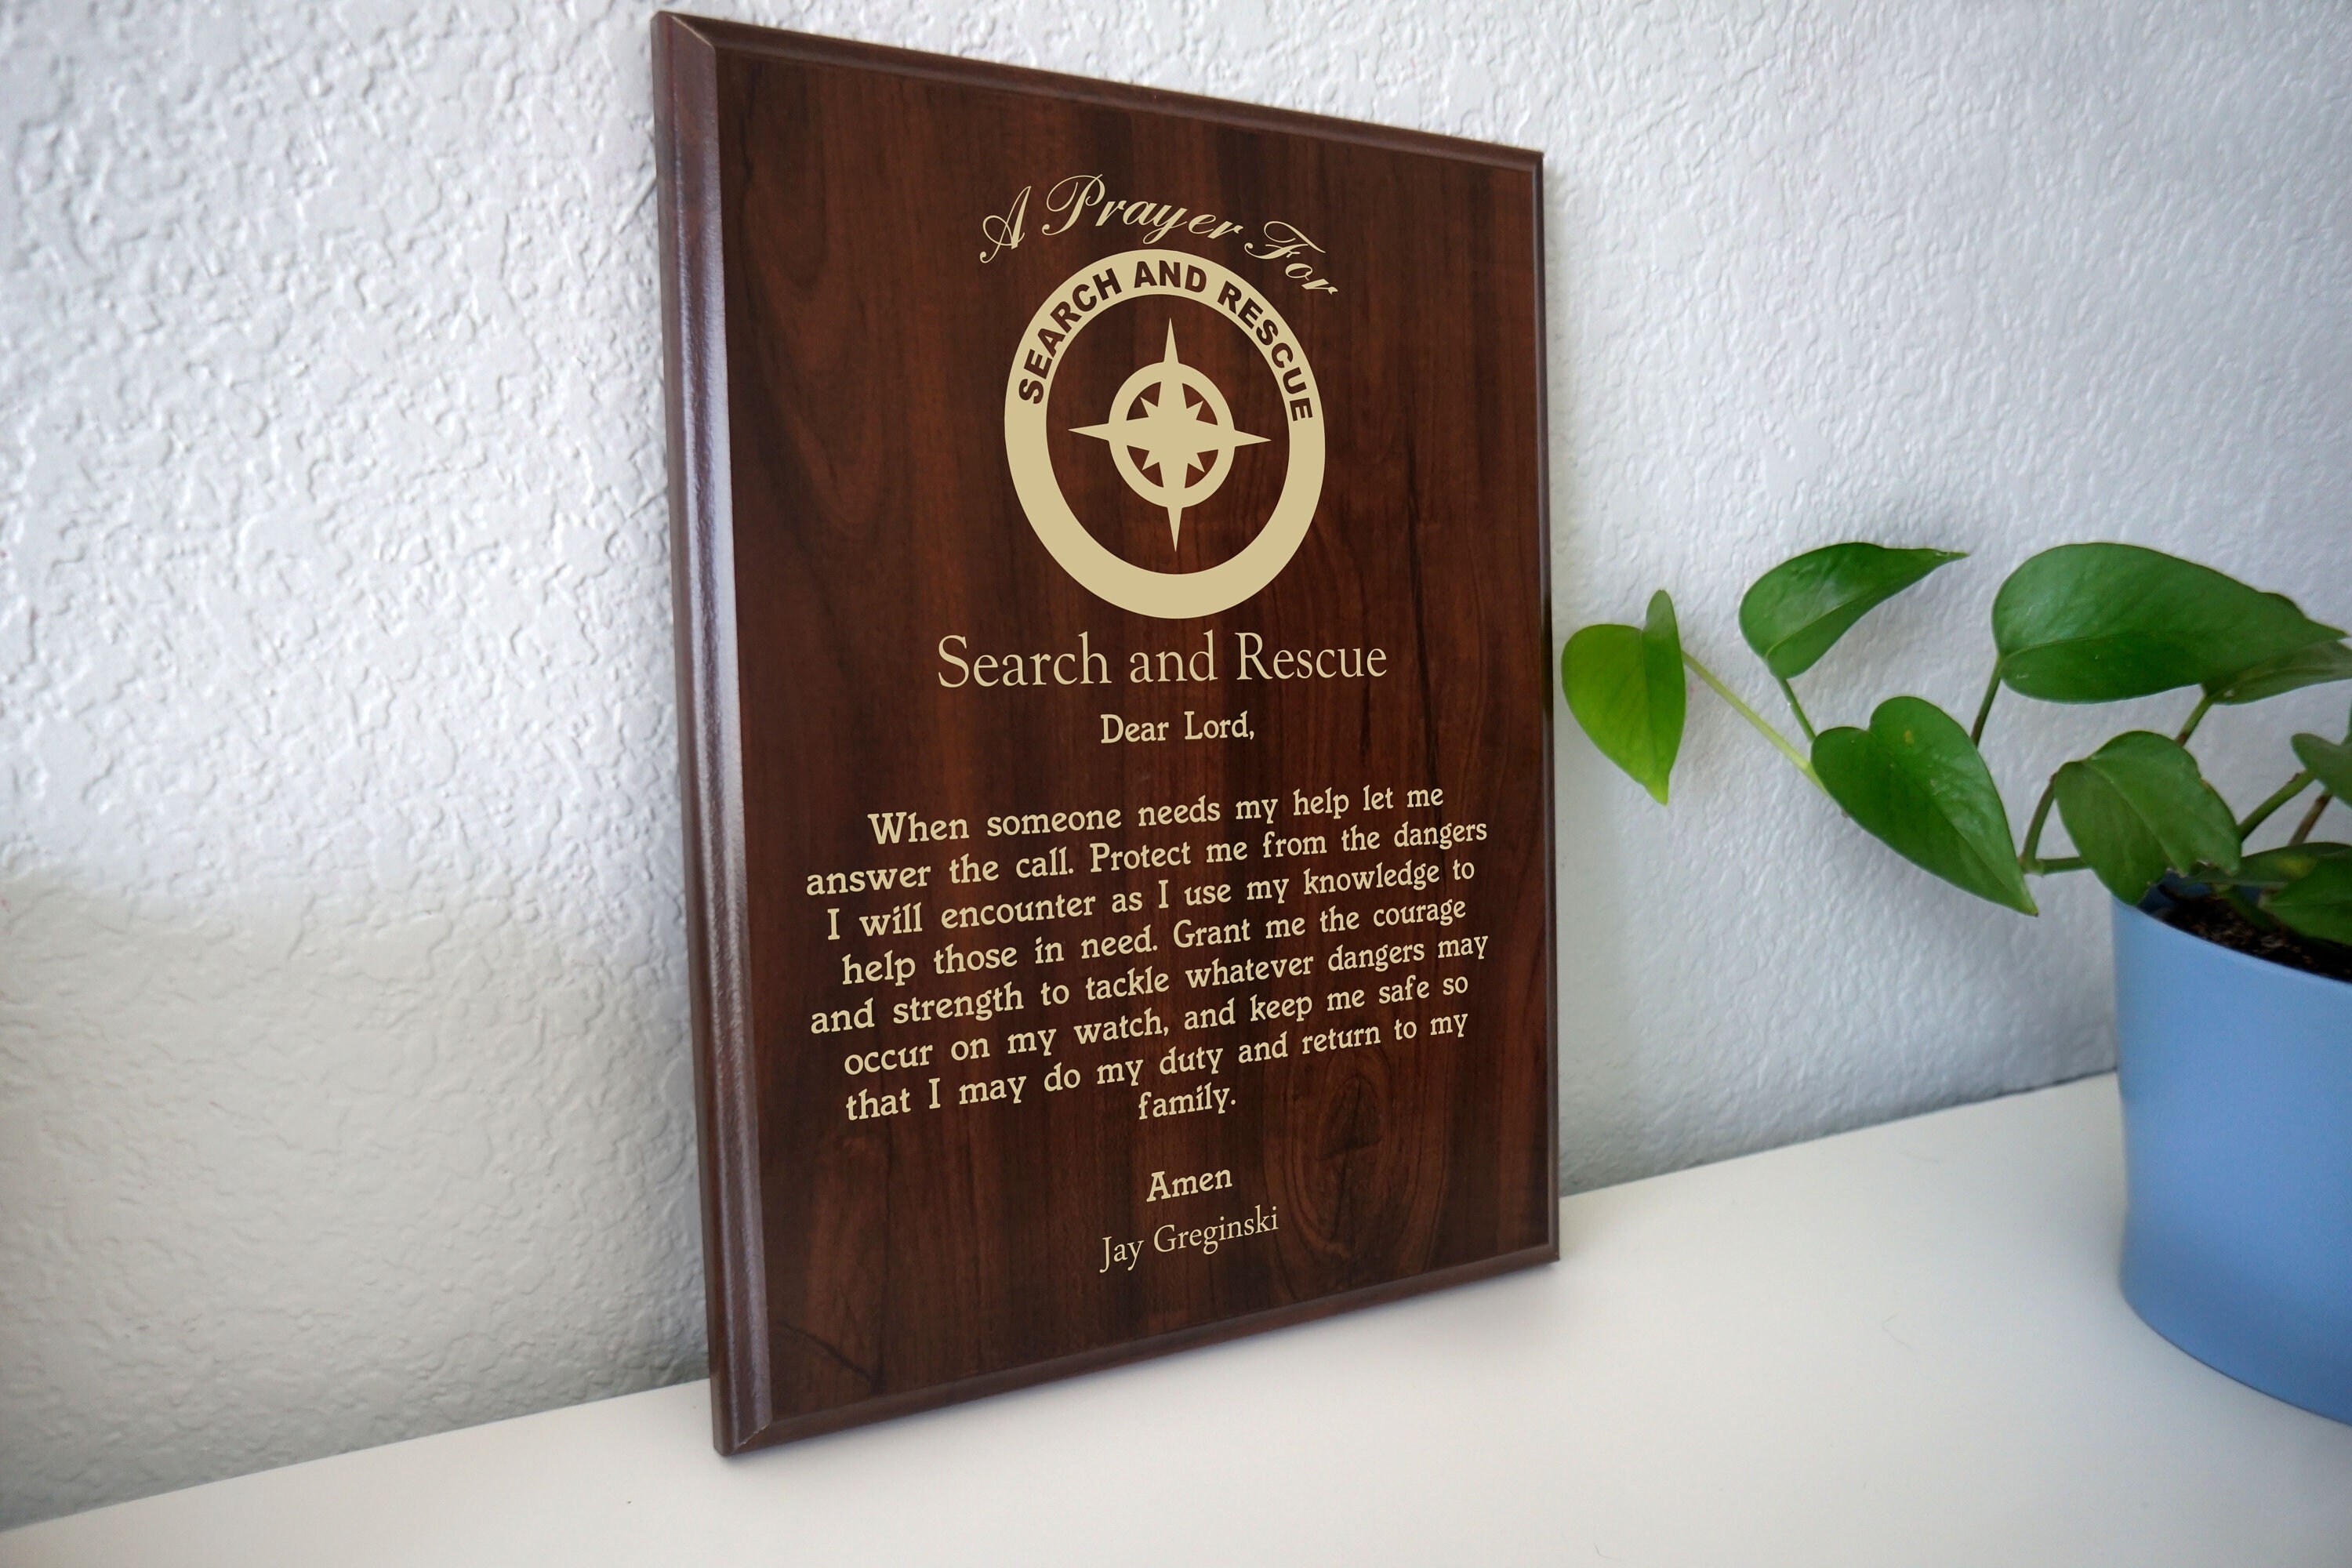 A Prayer For
SEARCH AND RESCUE
Search and Rescue
Dear Lord,
When someone needs my help let me
answer the call. Protect me from the dangers
I will encounter as I use my knowledge to
help those in need. Grant me the courage
and strength to tackle whatever dangers may
occur on my watch, and keep me safe so
that I may do my duty and return to my
family.
Amen
Jay Greginski